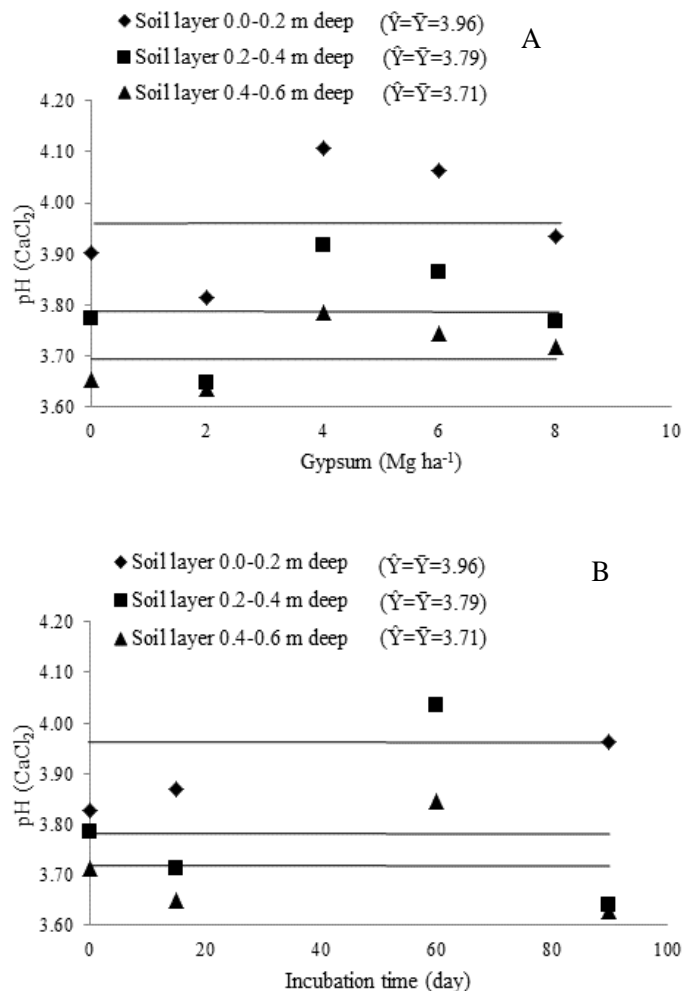 Soil layer 0.0-0.2 m deep (Ŷ=Ȳ=3.96)
A
Soil layer 0.2-0.4 m deep (Ŷ=Ȳ=3.79)
Soil layer 0.4-0.6 m deep (Ŷ=Ȳ=3.71)
4.20
4.10
4.00
3.90
3.80
3.70
3.60
pH (CaCl₂)
0 2 4 6 8 10
Gypsum (Mg ha⁻¹)
Soil layer 0.0-0.2 m deep (Ŷ=Ȳ=3.96)
B
Soil layer 0.2-0.4 m deep (Ŷ=Ȳ=3.79)
Soil layer 0.4-0.6 m deep (Ŷ=Ȳ=3.71)
4.20
4.10
4.00
3.90
3.80
3.70
3.60
pH (CaCl₂)
0 20 40 60 80 100
Incubation time (day)